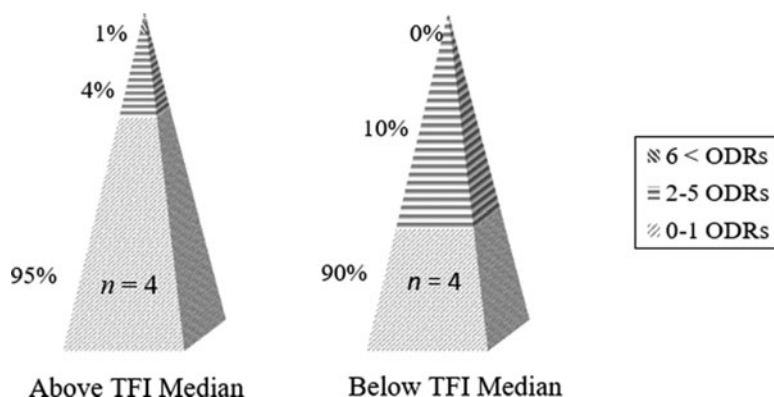 1%
4%
95%
n = 4
Above TFI Median
0%
10%
90%
n = 4
Below TFI Median
6 < ODRs
2-5 ODRs
0-1 ODRs